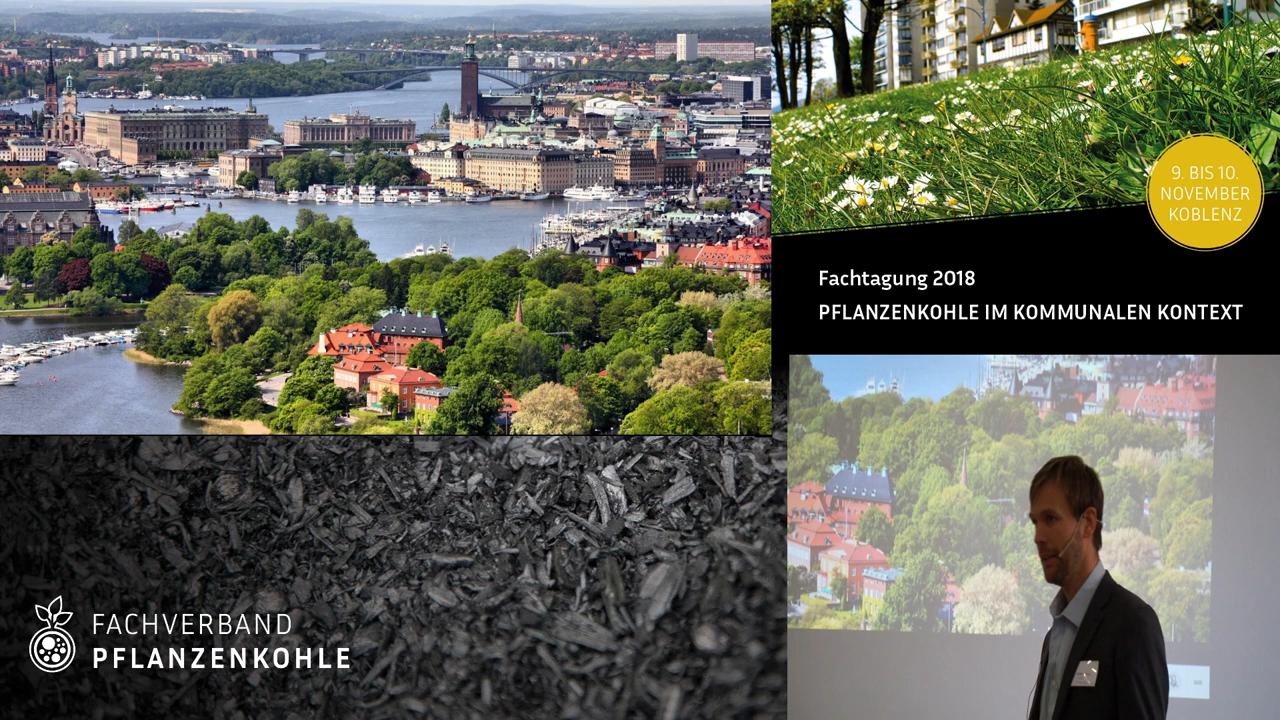 9. BIS 10.
NOVEMBER
KOBLENZ
Fachtagung 2018
PFLANZENKOHLE IM KOMMUNALEN KONTEXT
FACHVERBAND
PFLANZENKOHLE